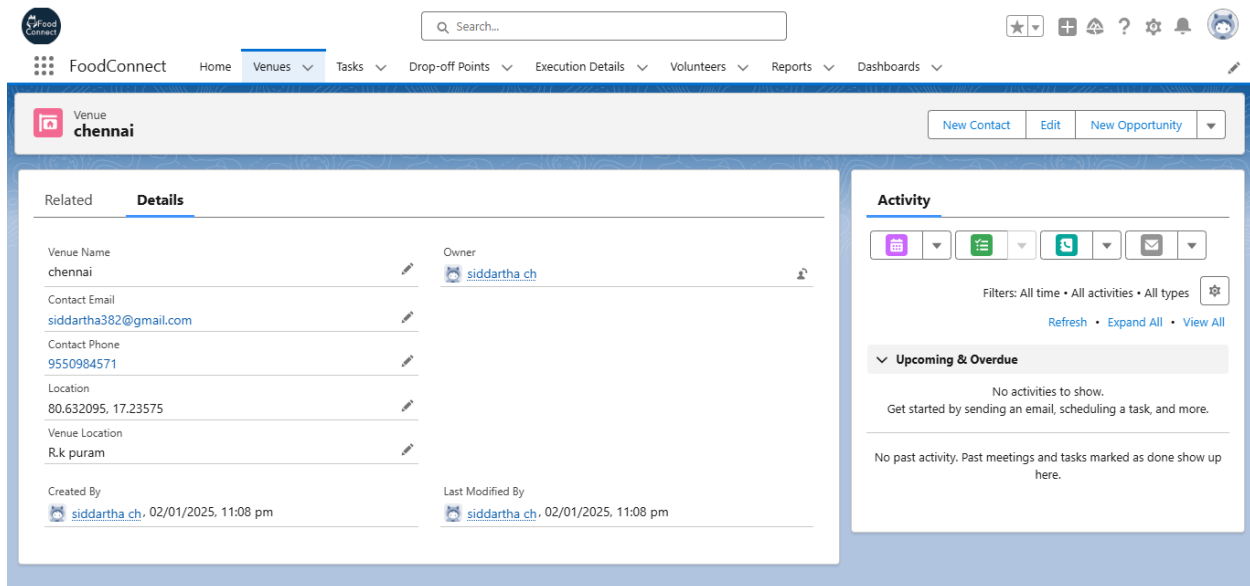 Food
Connect
Search...
FoodConnect
Home
Venues
Tasks
Drop-off Points
Execution Details
Volunteers
Reports
Dashboards
Venue
chennai
New Contact
Edit
New Opportunity
Related
Details
Venue Name
chennai
Owner
siddartha ch
Contact Email
siddartha382@gmail.com
Contact Phone
9550984571
Location
80.632095, 17.23575
Venue Location
R.k puram
Created By
siddartha ch, 02/01/2025, 11:08 pm
Last Modified By
siddartha ch, 02/01/2025, 11:08 pm
Activity
Filters: All time • All activities • All types
Refresh • Expand All • View All
Upcoming & Overdue
No activities to show.
Get started by sending an email, scheduling a task, and more.
No past activity. Past meetings and tasks marked as done show up
here.